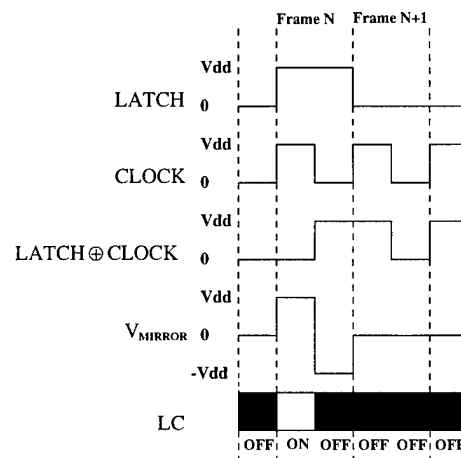 Frame N Frame N+1
Vdd
LATCH 0
Vdd
CLOCK 0
Vdd
LATCH⊕CLOCK 0
Vdd
VMIRROR 0
-Vdd
LC
OFF ON OFF OFF OFF OFF